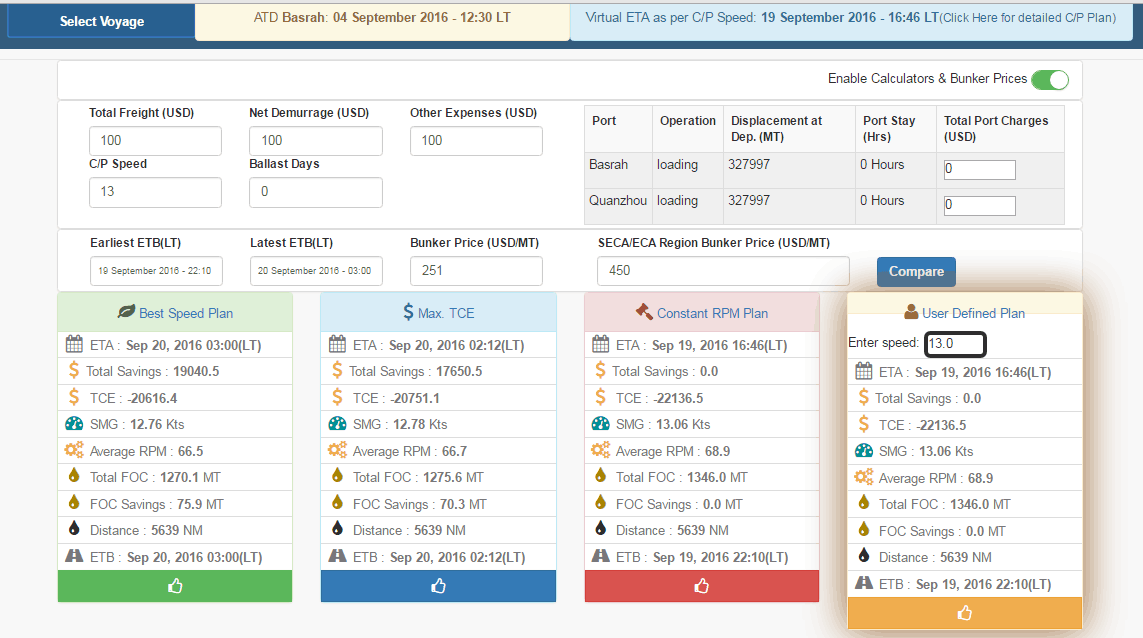 Select Voyage
ATD Basrah: 04 September 2016 - 12:30 LT
Virtual ETA as per C/P Speed: 19 September 2016 - 16:46 LT(Click Here for detailed C/P Plan)
Enable Calculators & Bunker Prices
Total Freight (USD)
100
Net Demurrage (USD)
100
Other Expenses (USD)
100
C/P Speed
13
Ballast Days
0
Port Operation Displacement at Dep. (MT) Port Stay (Hrs) Total Port Charges (USD)
Basrah loading 327997 0 Hours 0
Quanzhou loading 327997 0 Hours 0
Earliest ETB(LT)
19 September 2016 - 22:10
Latest ETB(LT)
20 September 2016 - 03:00
Bunker Price (USD/MT)
251
SECA/ECA Region Bunker Price (USD/MT)
450
Compare
Best Speed Plan
ETA : Sep 20, 2016 03:00(LT)
Total Savings : 19040.5
TCE : -20616.4
SMG : 12.76 Kts
Average RPM : 66.5
Total FOC : 1270.1 MT
FOC Savings : 75.9 MT
Distance : 5639 NM
ETB : Sep 20, 2016 03:00(LT)
Max. TCE
ETA : Sep 20, 2016 02:12(LT)
Total Savings : 17650.5
TCE : -20751.1
SMG : 12.78 Kts
Average RPM : 66.7
Total FOC : 1275.6 MT
FOC Savings : 70.3 MT
Distance : 5639 NM
ETB : Sep 20, 2016 02:12(LT)
Constant RPM Plan
ETA : Sep 19, 2016 16:46(LT)
Total Savings : 0.0
TCE : -22136.5
SMG : 13.06 Kts
Average RPM : 68.9
Total FOC : 1346.0 MT
FOC Savings : 0.0 MT
Distance : 5639 NM
ETB : Sep 19, 2016 22:10(LT)
User Defined Plan
Enter speed: 13.0
ETA : Sep 19, 2016 16:46(LT)
Total Savings : 0.0
TCE : -22136.5
SMG : 13.06 Kts
Average RPM : 68.9
Total FOC : 1346.0 MT
FOC Savings : 0.0 MT
Distance : 5639 NM
ETB : Sep 19, 2016 22:10(LT)